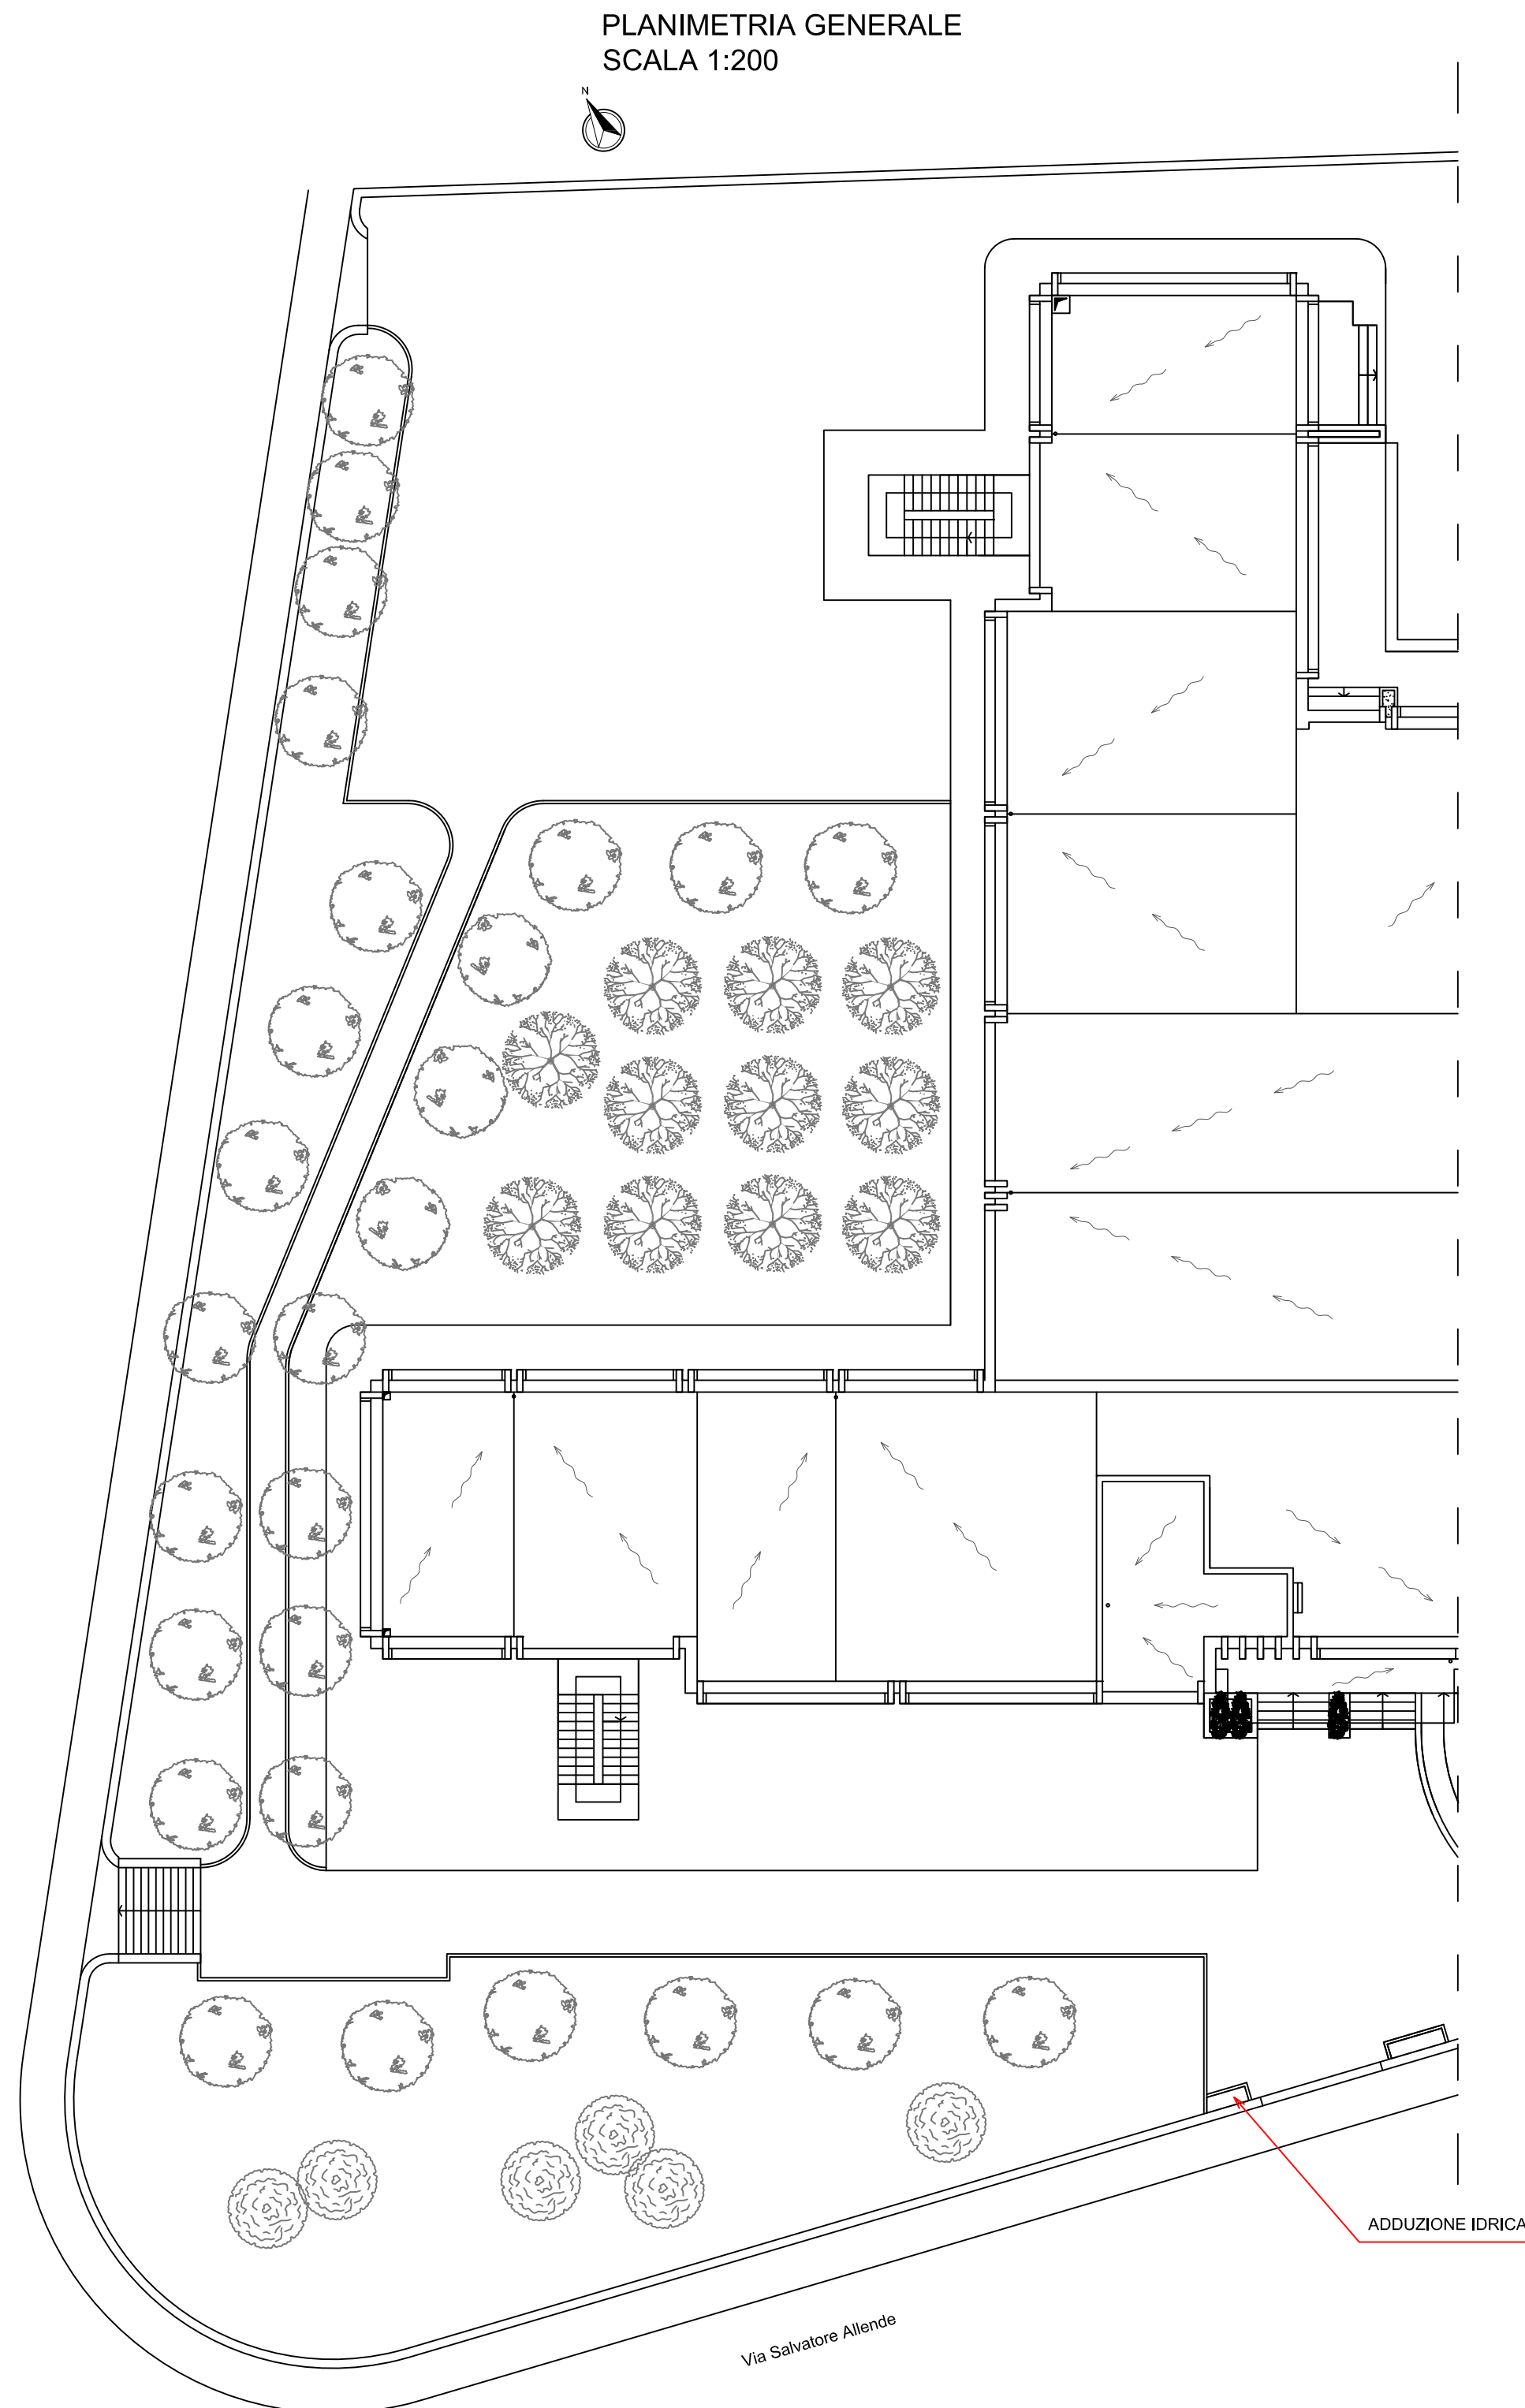 PLANIMETRIA GENERALE
SCALA 1:200
N
ADDUZIONE IDRICA
Via Salvatore Allende